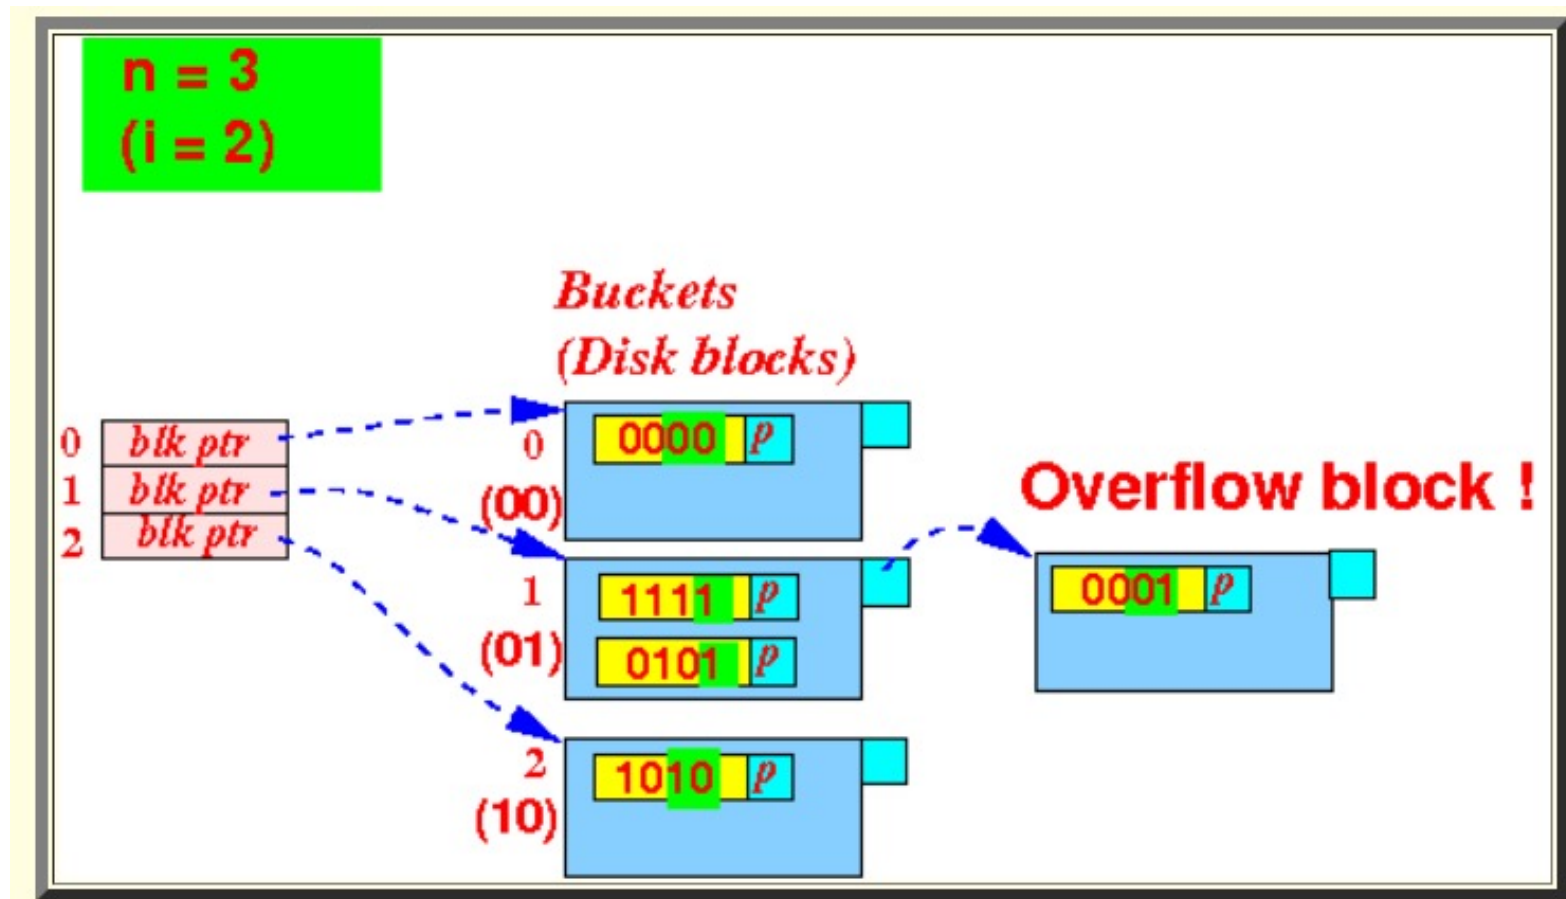 n = 3
(i = 2)
Buckets
(Disk blocks)
0 blk ptr
1 blk ptr
2 blk ptr
0
(00)
0000 p
1
(01)
1111 p
0101 p
2
(10)
1010 p
Overflow block !
0001 p